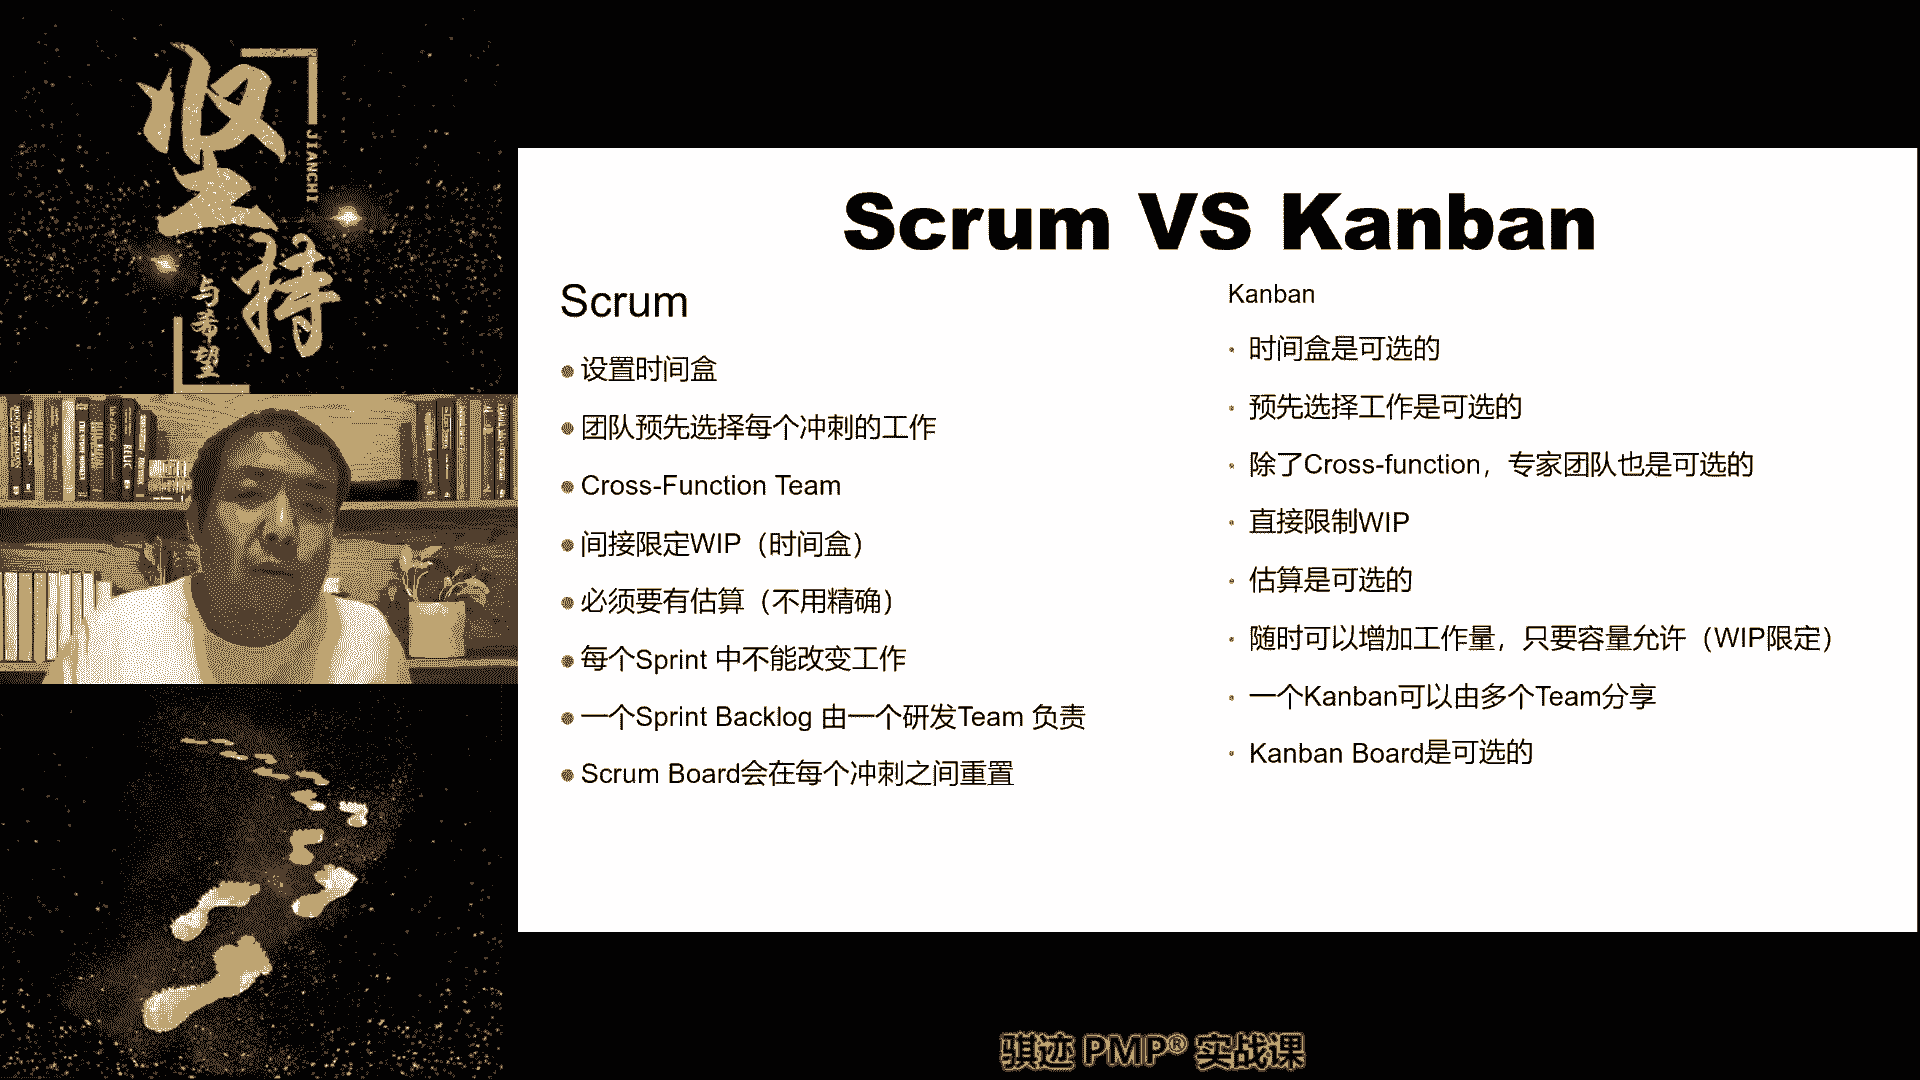 坚持
JIANCHI
与希望
Scrum VS Kanban
Scrum
设置时间盒
团队预先选择每个冲刺的工作
Cross-Function Team
间接限定WIP（时间盒）
必须要有估算（不用精确）
每个Sprint 中不能改变工作
一个Sprint Backlog 由一个研发Team 负责
Scrum Board会在每个冲刺之间重置
Kanban
时间盒是可选的
预先选择工作是可选的
除了Cross-function，专家团队也是可选的
直接限制WIP
估算是可选的
随时可以增加工作量，只要容量允许（WIP限定）
一个Kanban可以由多个Team分享
Kanban Board是可选的
骐迹 PMP® 实战课